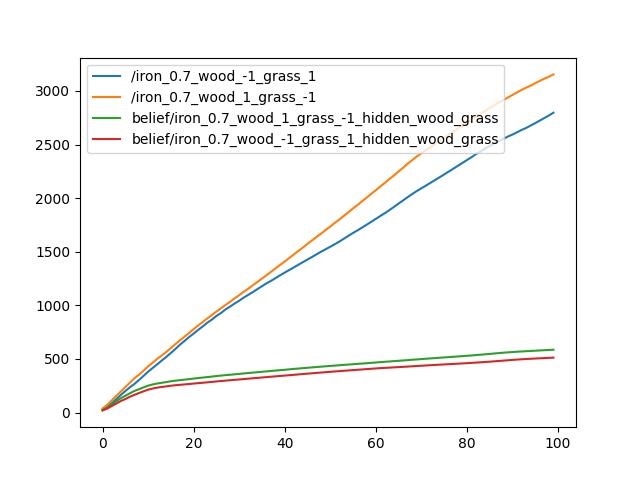 /iron_0.7_wood_-1_grass_1
/iron_0.7_wood_1_grass_-1
belief/iron_0.7_wood_1_grass_-1_hidden_wood_grass
belief/iron_0.7_wood_-1_grass_1_hidden_wood_grass
3000
2500
2000
1500
1000
500
0
0 20 40 60 80 100